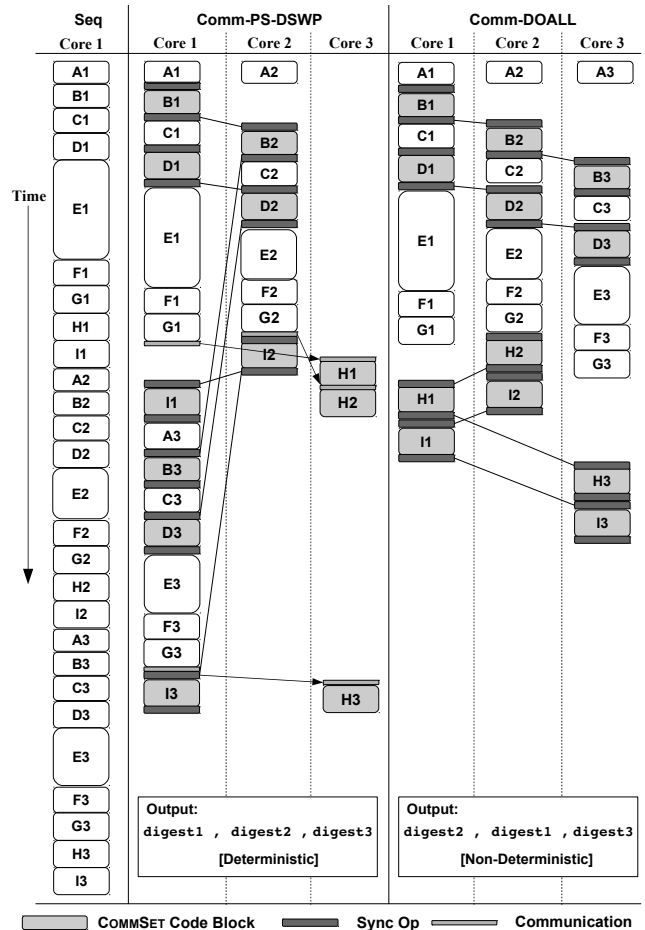 Seq Comm-PS-DSWP Comm-DOALL
Core 1 Core 1 Core 2 Core 3 Core 1 Core 2 Core 3
A1 A1 A2 A1 A2 A3
B1 B1 B1
C1 C1 B2 C1 B2
D1 D1 C2 D1 C2 B3
Time
E1 E1 D2 E1 D2 C3
E2 E2 D3
F1 F1 F2 F1 F2 E3
G1 G1 G2 G1 G2 F3
H1 I2 H2 G3
I1 H1
A2 I1 H2 H1 I2
B2 A3 I1
C2 B3 H3
D2 C3 I3
E2 D3
F2 E3
G2
H2
I2 F3
A3 G3
B3 I3 H3
C3
D3
E3
F3
G3
H3
I3
Output: Output:
digest1 , digest2 , digest3 digest2 , digest1 , digest3
[Deterministic] [Non-Deterministic]
COMMSET Code Block Sync Op Communication